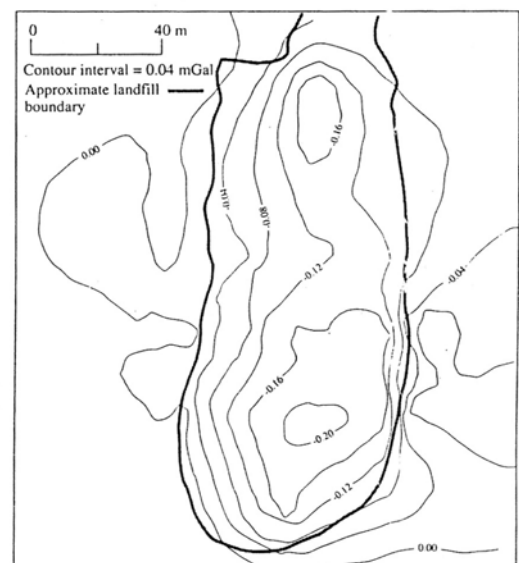 0 40 m
Contour interval = 0.04 mGal
Approximate landfill
boundary
-0.16
0.00
-0.04
-0.08
-0.12
-0.04
-0.16
-0.20
-0.12
0.00